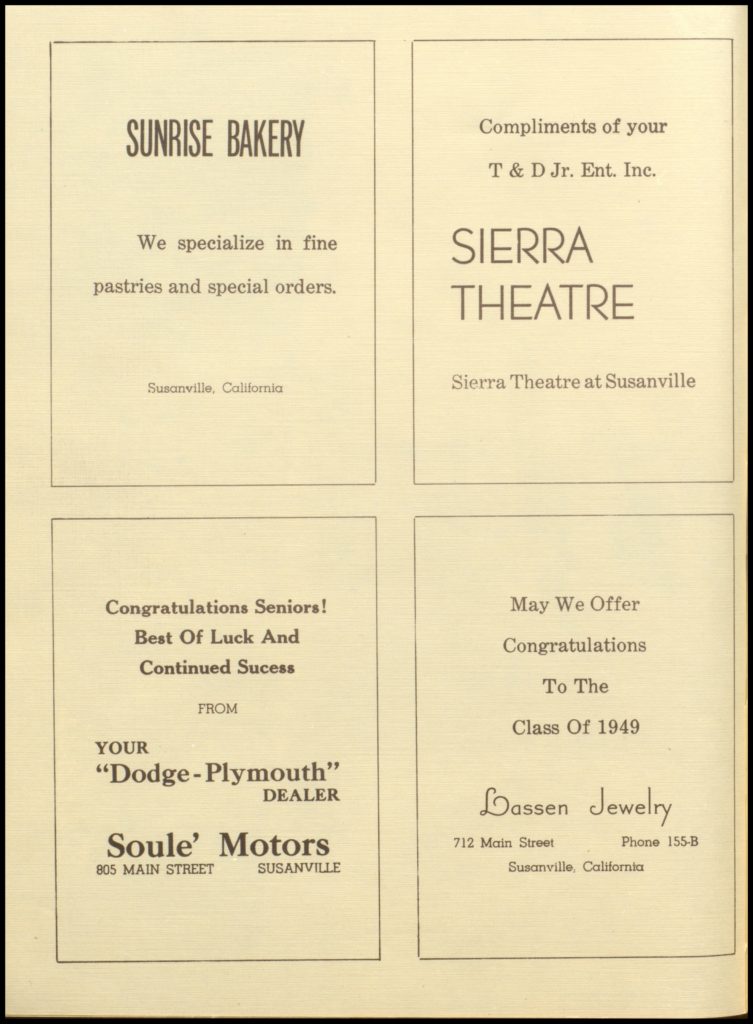 SUNRISE BAKERY
We specialize in fine
pastries and special orders.
Susanville, California
Compliments of your
T & D Jr. Ent. Inc.
SIERRA
THEATRE
Sierra Theatre at Susanville
Congratulations Seniors!
Best Of Luck And
Continued Sucess
FROM
YOUR
"Dodge-Plymouth"
DEALER
Soule' Motors
805 MAIN STREET SUSANVILLE
May We Offer
Congratulations
To The
Class Of 1949
Lassen Jewelry
712 Main Street Phone 155-B
Susanville, California